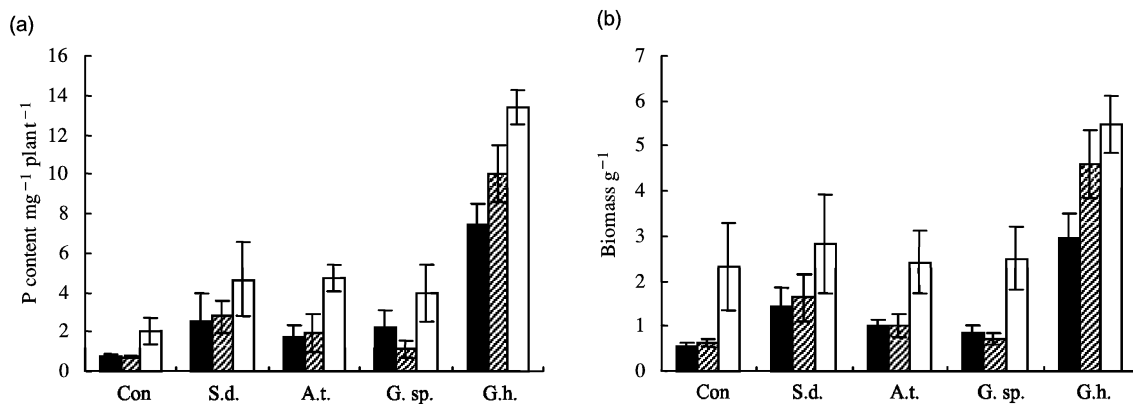 (a)
P content mg⁻¹ plant⁻¹
16
14
12
10
8
6
4
2
0
Con S.d. A.t. G. sp. G.h.
(b)
Biomass g⁻¹
7
6
5
4
3
2
1
0
Con S.d. A.t. G. sp. G.h.